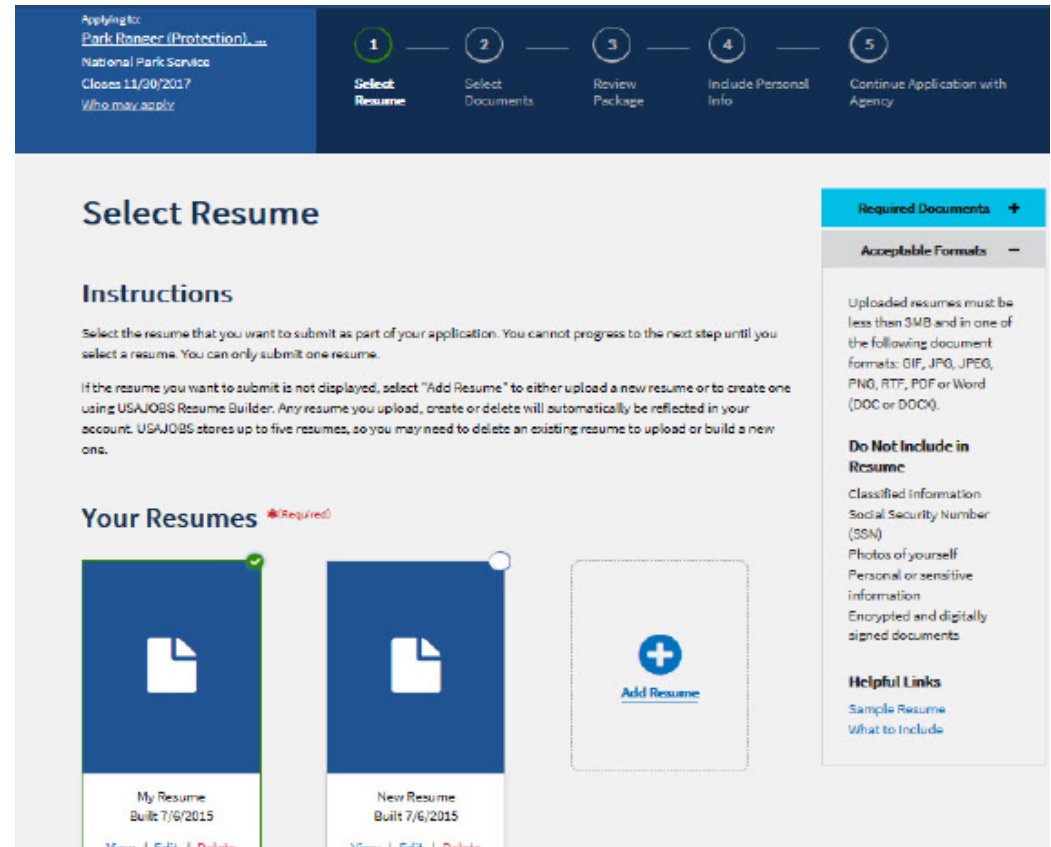 Applying to:
Park Ranger (Protection), ...
National Park Service
Closes 11/30/2017
Who may apply
1
2
3
4
5
Select
Resume
Select
Documents
Review
Package
Include Personal
Info
Continue Application with
Agency
Select Resume
Instructions
Select the resume that you want to submit as part of your application. You cannot progress to the next step until you
select a resume. You can only submit one resume.
If the resume you want to submit is not displayed, select "Add Resume" to either upload a new resume or to create one
using USAJOBS Resume Builder. Any resume you upload, create or delete will automatically be reflected in your
account. USAJOBS stores up to five resumes, so you may need to delete an existing resume to upload or build a new
one.
Your Resumes *(Required)
Add Resume
My Resume
Built 7/6/2015
View | Edit | Delete
New Resume
Built 7/6/2015
View | Edit | Delete
Required Documents +
Acceptable Formats −
Uploaded resumes must be
less than 3MB and in one of
the following document
formats: GIF, JPG, JPEG,
PNG, RTF, PDF or Word
(DOC or DOCX).
Do Not Include in
Resume
Classified information
Social Security Number
(SSN)
Photos of yourself
Personal or sensitive
information
Encrypted and digitally
signed documents
Helpful Links
Sample Resume
What to Include